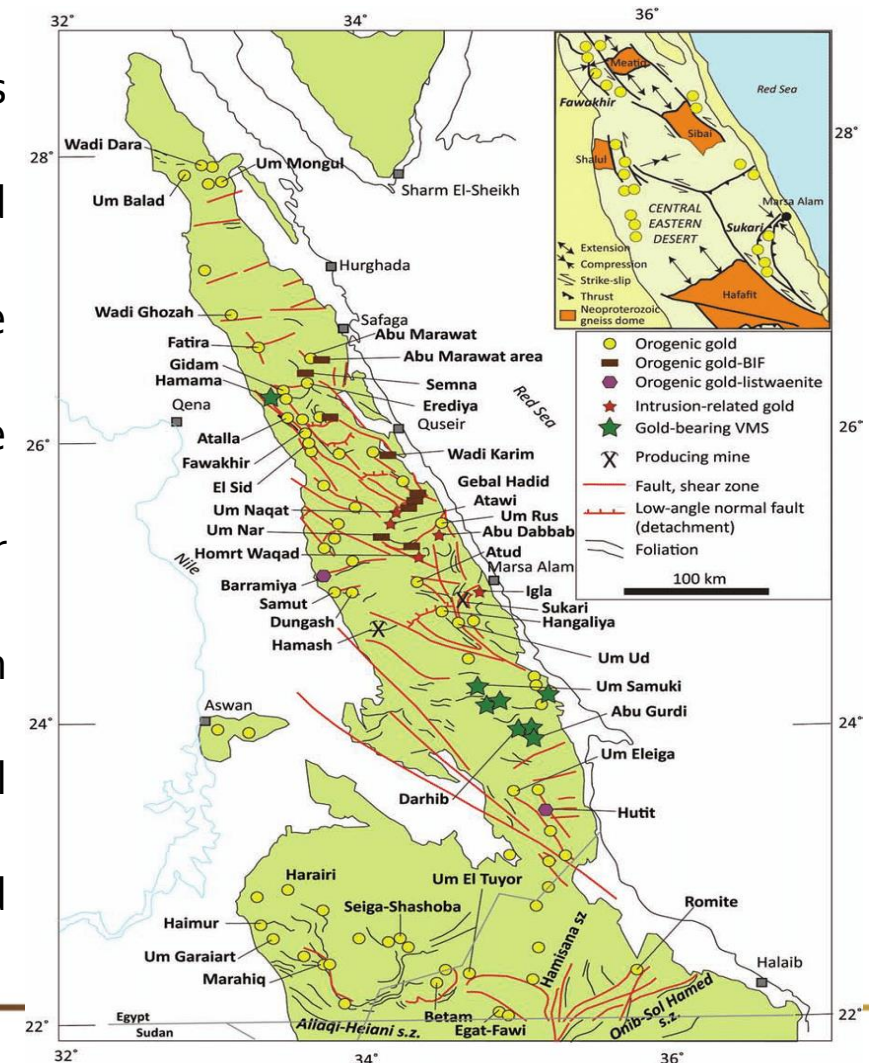 32°
34°
36°
s
d
e
e
r
n
d
d
28°
26°
24°
22°
28°
26°
24°
22°
32°
34°
36°
Wadi Dara
Um Mongul
Um Balad
Sharm El-Sheikh
Hurghada
Wadi Ghozah
Safaga
Fatira
Abu Marawat
Gidam
Abu Marawat area
Hamama
Semna
Qena
Erediya
Red Sea
Quseir
Atalla
Fawakhir
Wadi Karim
El Sid
Gebal Hadid
Um Naqat
Atawi
Um Nar
Um Rus
Homrt Waqad
Abu Dabbab
Nile
Atud
Marsa Alam
Barramiya
Igla
Samut
Sukari
Dungash
Hangaliya
Hamash
Um Ud
Um Samuki
Aswan
Abu Gurdi
Um Eleiga
Darhib
Hutit
Um El Tuyor
Harairi
Seiga-Shashoba
Romite
Haimur
Hamisana sz
Um Garaiart
Marahiq
Halaib
Onib-Sol Hamed
s.z.
Egypt
Sudan
Allaqi-Heiani s.z.
Betam
Egat-Fawi
Meatiq
Fawakhir
Red Sea
Sibai
Shalul
Marsa Alam
CENTRAL
EASTERN
DESERT
Sukari
Extension
Compression
Strike-slip
Thrust
Neoproterozoic
gneiss dome
Hafafit
Orogenic gold
Orogenic gold-BIF
Orogenic gold-listwaenite
Intrusion-related gold
Gold-bearing VMS
Producing mine
Fault, shear zone
Low-angle normal fault
(detachment)
Foliation
100 km